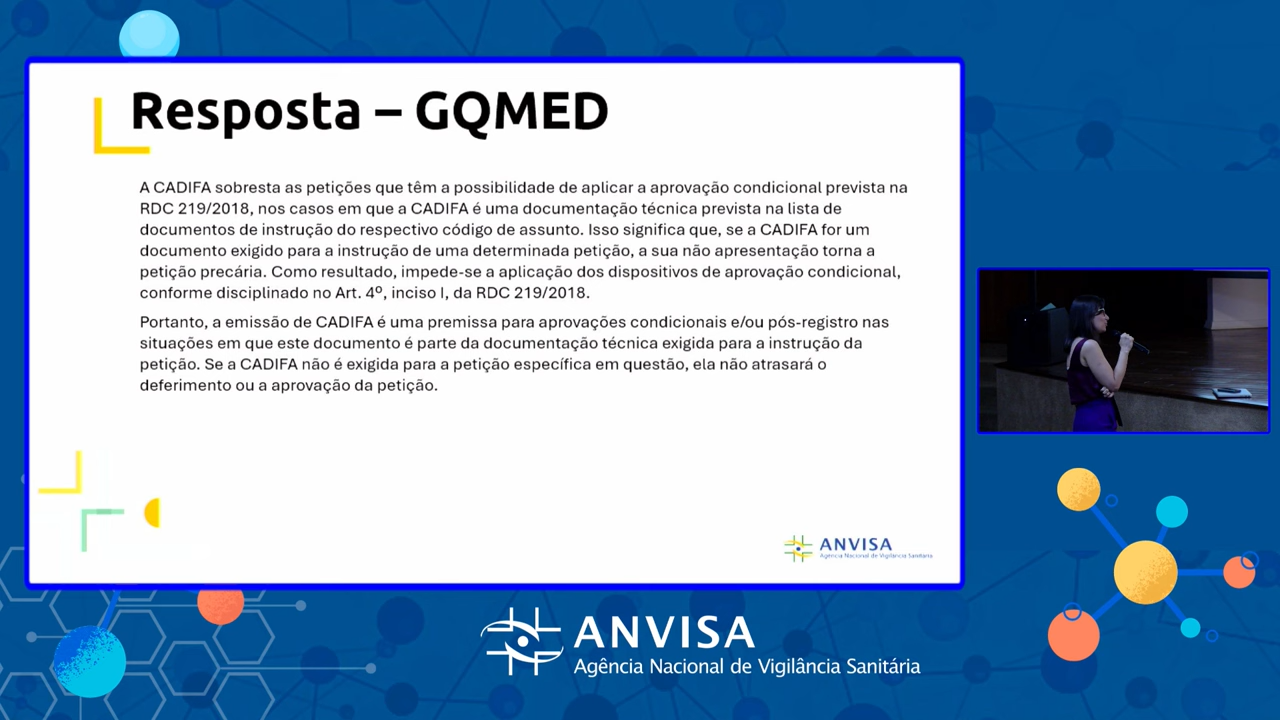 Resposta – GQMED
A CADIFA sobresta as petições que têm a possibilidade de aplicar a aprovação condicional prevista na
RDC 219/2018, nos casos em que a CADIFA é uma documentação técnica prevista na lista de
documentos de instrução do respectivo código de assunto. Isso significa que, se a CADIFA for um
documento exigido para a instrução de uma determinada petição, a sua não apresentação torna a
petição precária. Como resultado, impede-se a aplicação dos dispositivos de aprovação condicional,
conforme disciplinado no Art. 4º, inciso I, da RDC 219/2018.
Portanto, a emissão de CADIFA é uma premissa para aprovações condicionais e/ou pós-registro nas
situações em que este documento é parte da documentação técnica exigida para a instrução da
petição. Se a CADIFA não é exigida para a petição específica em questão, ela não atrasará o
deferimento ou a aprovação da petição.
ANVISA
Agência Nacional de Vigilância Sanitária
ANVISA
Agência Nacional de Vigilância Sanitária